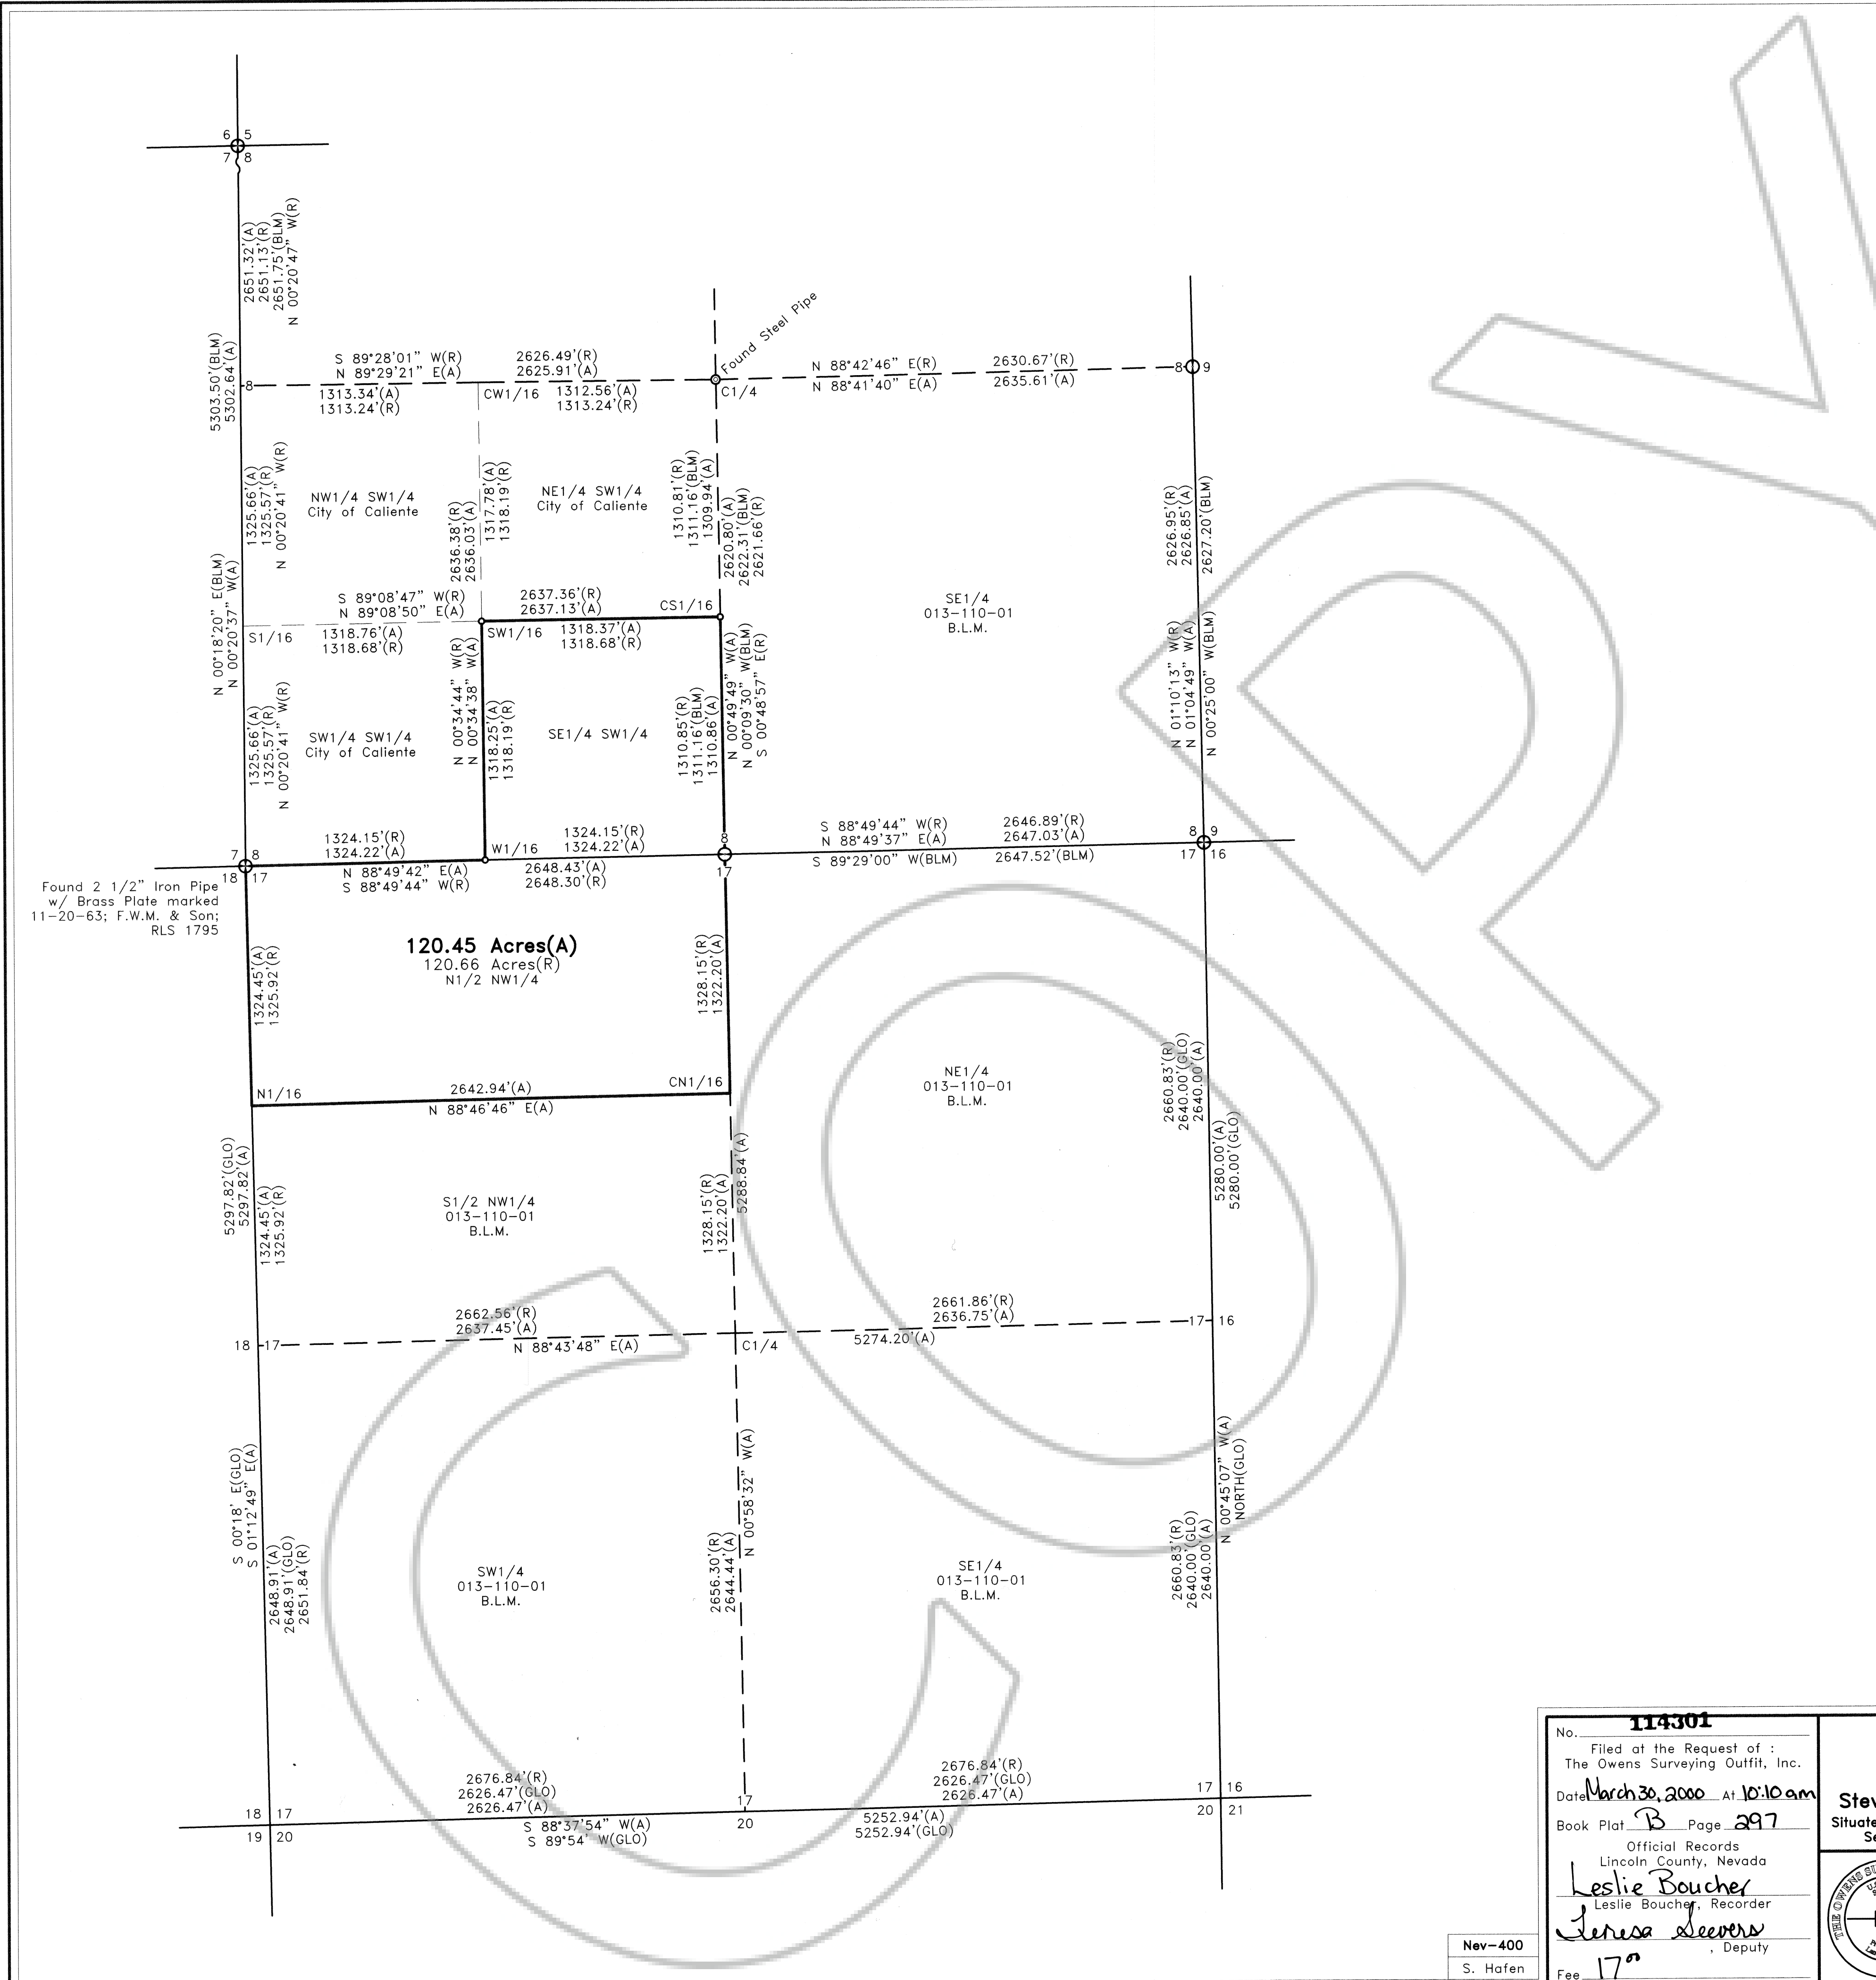 6 5
7 8
2651.32'(A)
2651.13'(R)
2651.75'(BLM)
N 00°20'47" W(R)
5303.50'(BLM)
5302.64'(A)
Found Steel Pipe
S 89°28'01" W(R)
2626.49'(R)
N 89°29'21" E(A)
2625.91'(A)
N 88°42'46" E(R)
2630.67'(R)
N 88°41'40" E(A)
2635.61'(A)
8
8 9
1313.34'(A)
1313.24'(R)
CW1/16
1312.56'(A)
1313.24'(R)
C1/4
1325.66'(A)
1325.57'(R)
N 00°20'41" W(R)
NW1/4 SW1/4
City of Caliente
2636.38'(R)
2636.03'(A)
1317.78'(A)
1318.19'(R)
NE1/4 SW1/4
City of Caliente
1310.81'(R)
1311.16'(BLM)
1309.94'(A)
2620.80'(A)
2622.31'(BLM)
2621.66'(R)
2626.95'(R)
2626.85'(A)
2627.20'(BLM)
N 00°18'20" E(BLM)
N 00°20'37" W(A)
S 89°08'47" W(R)
N 89°08'50" E(A)
2637.36'(R)
2637.13'(A)
CS1/16
SE1/4
013-110-01
B.L.M.
S1/16
1318.76'(A)
1318.68'(R)
SW1/16
1318.37'(A)
1318.68'(R)
1325.66'(A)
1325.57'(R)
N 00°20'41" W(R)
SW1/4 SW1/4
City of Caliente
N 00°34'44" W(R)
N 00°34'38" W(A)
1318.25'(A)
1318.19'(R)
SE1/4 SW1/4
1310.85'(R)
1311.16'(BLM)
1310.86'(A)
N 00°49'49" W(A)
N 00°09'30" W(BLM)
S 00°48'57" E(R)
N 01°10'13" W(R)
N 01°04'49" W(A)
N 00°25'00" W(BLM)
1324.15'(R)
1324.22'(A)
W1/16
1324.15'(R)
1324.22'(A)
8
S 88°49'44" W(R)
2646.89'(R)
N 88°49'37" E(A)
2647.03'(A)
8 9
7 8
18 17
N 88°49'42" E(A)
S 88°49'44" W(R)
2648.43'(A)
2648.30'(R)
17
S 89°29'00" W(BLM)
2647.52'(BLM)
17 16
Found 2 1/2" Iron Pipe
w/ Brass Plate marked
11-20-63; F.W.M. & Son;
RLS 1795
120.45 Acres(A)
120.66 Acres(R)
N1/2 NW1/4
1324.45'(A)
1325.92'(R)
1328.15'(R)
1322.20'(A)
N1/16
2642.94'(A)
CN1/16
N 88°46'46" E(A)
NE1/4
013-110-01
B.L.M.
2660.83'(R)
2640.00'(GLO)
2640.00'(A)
5297.82'(GLO)
5297.82'(A)
1324.45'(A)
1325.92'(R)
S1/2 NW1/4
013-110-01
B.L.M.
1328.15'(R)
1322.20'(A)
5288.84'(A)
5280.00'(A)
5280.00'(GLO)
2662.56'(R)
2637.45'(A)
2661.86'(R)
2636.75'(A)
18 17
N 88°43'48" E(A)
C1/4
5274.20'(A)
17 16
S 00°18' E(GLO)
S 01°12'49" E(A)
2648.91'(A)
2648.91'(GLO)
2651.84'(R)
SW1/4
013-110-01
B.L.M.
2656.30'(R)
2644.44'(A)
N 00°58'32" W(A)
SE1/4
013-110-01
B.L.M.
2660.83'(R)
2640.00'(GLO)
2640.00'(A)
N 00°45'07" W(A)
NORTH(GLO)
2676.84'(R)
2626.47'(GLO)
2626.47'(A)
2676.84'(R)
2626.47'(GLO)
2626.47'(A)
18 17
19 20
17
20
17 16
20 21
S 88°37'54" W(A)
S 89°54' W(GLO)
5252.94'(A)
5252.94'(GLO)
COPY
No. 114301
Filed at the Request of :
The Owens Surveying Outfit, Inc.
Date March 30, 2000 At 10:10 am
Book Plat B Page 297
Official Records
Lincoln County, Nevada
Leslie Boucher
Leslie Boucher, Recorder
Teresa Seevers
, Deputy
Fee 17⁰⁰
Nev-400
S. Hafen
Stev
Situate
Se
THE OWENS SU